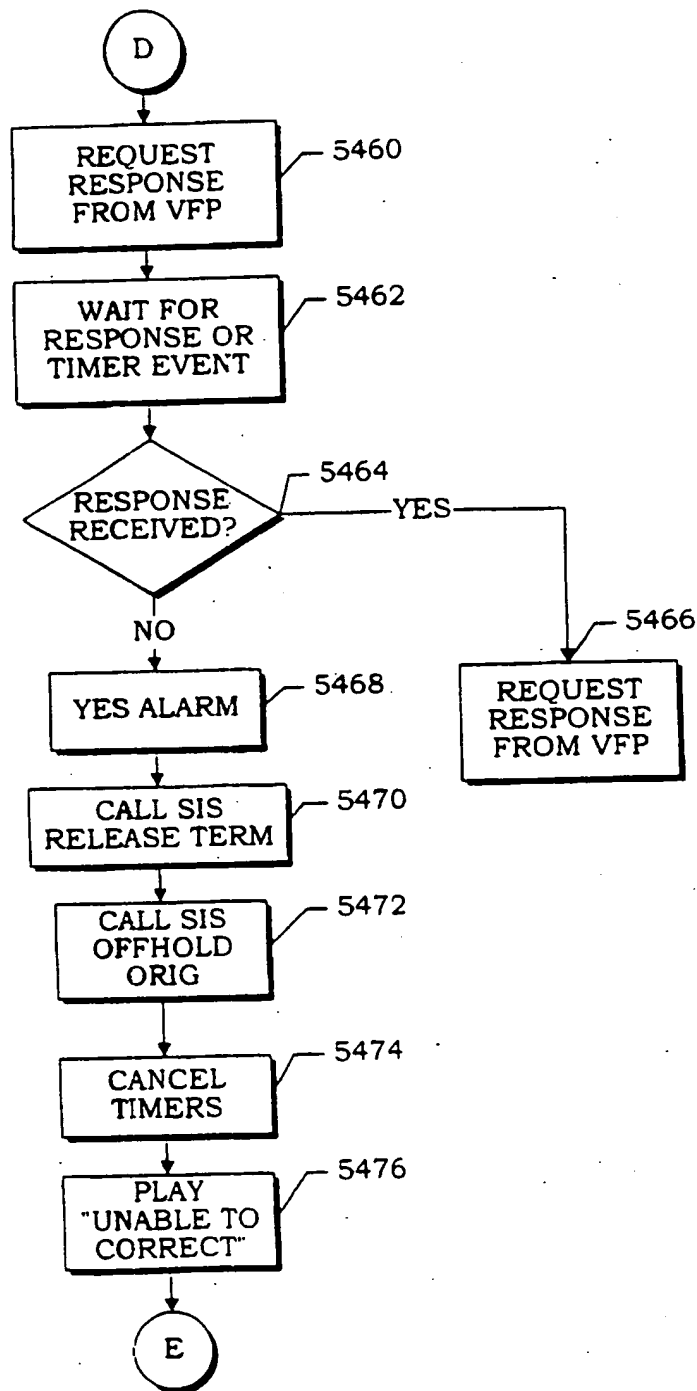 D
REQUEST
RESPONSE
FROM VFP
5460
WAIT FOR
RESPONSE OR
TIMER EVENT
5462
RESPONSE
RECEIVED?
5464
YES
NO
5466
REQUEST
RESPONSE
FROM VFP
YES ALARM
5468
CALL SIS
RELEASE TERM
5470
CALL SIS
OFFHOLD
ORIG
5472
CANCEL
TIMERS
5474
PLAY
"UNABLE TO
CORRECT"
5476
E